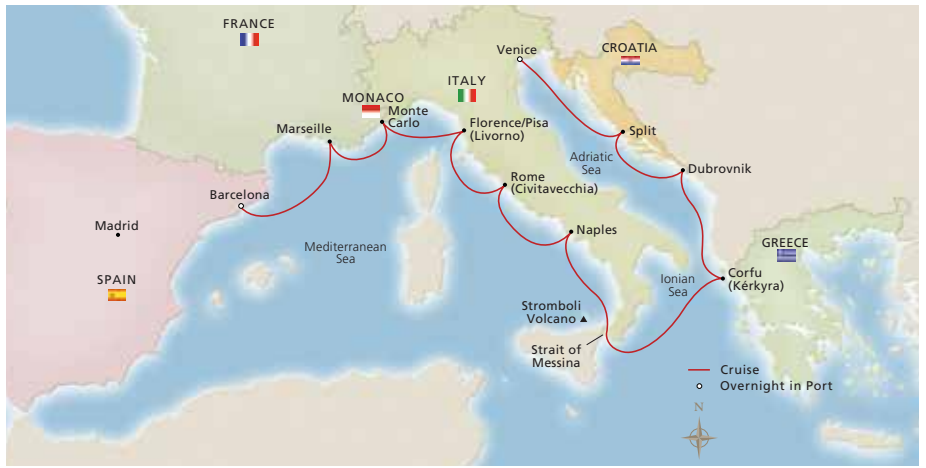 FRANCE
Venice
CROATIA
ITALY
MONACO
Monte
Carlo
Florence/Pisa
(Livorno)
Marseille
Split
Adriatic
Sea
Dubrovnik
Rome
(Civitavecchia)
Barcelona
Madrid
Naples
Mediterranean
Sea
GREECE
SPAIN
Ionian
Sea
Corfu
(Kérkyra)
Stromboli
Volcano
Strait of
Messina
Cruise
Overnight in Port
N